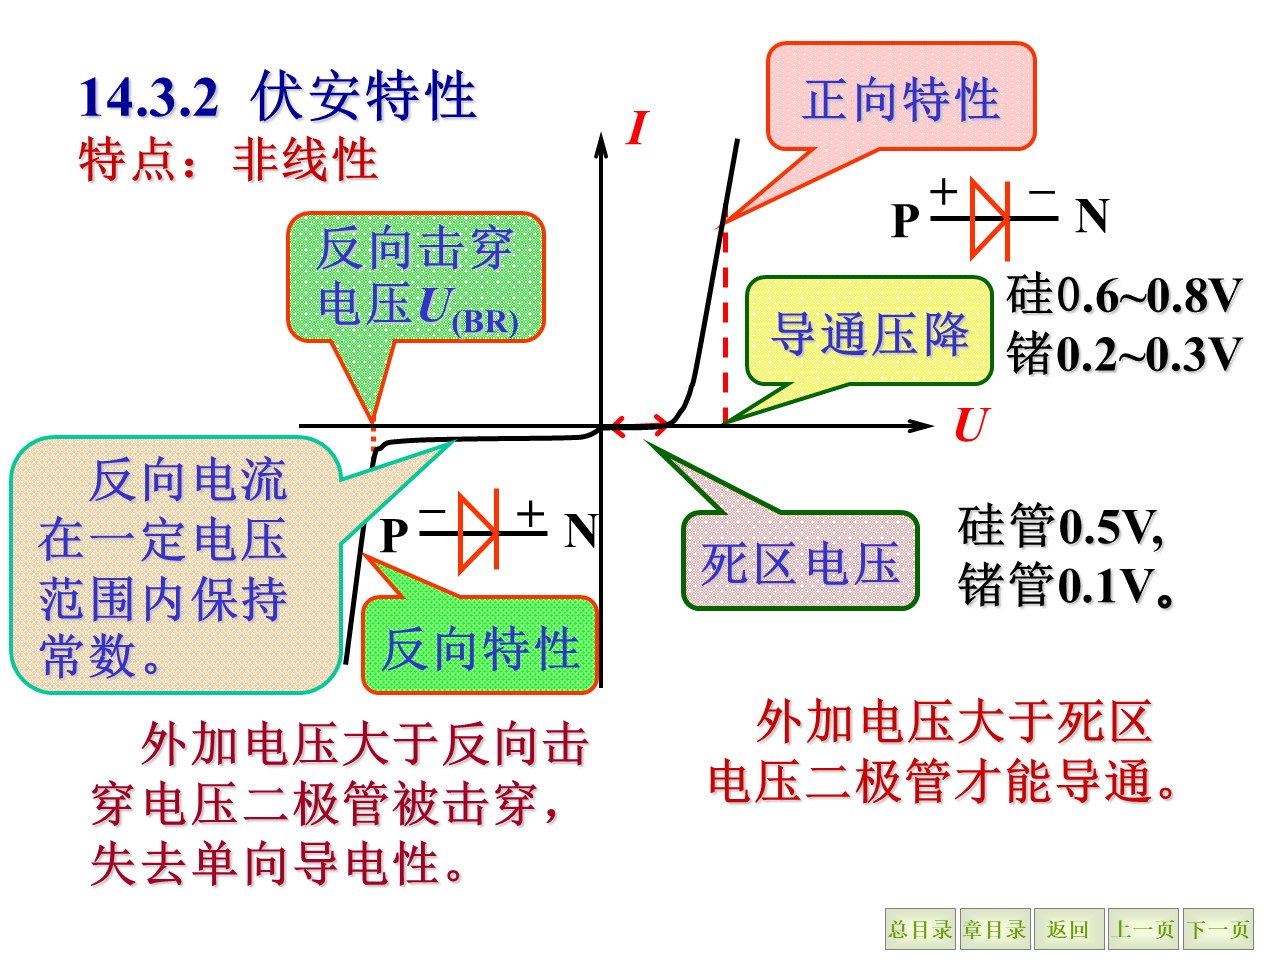 14.3.2 伏安特性
特点：非线性
I
正向特性
P + − N
反向击穿
电压U(BR)
导通压降
硅0.6~0.8V
锗0.2~0.3V
U
反向电流
在一定电压
范围内保持
常数。
P − + N
死区电压
硅管0.5V,
锗管0.1V。
反向特性
外加电压大于反向击
穿电压二极管被击穿，
失去单向导电性。
外加电压大于死区
电压二极管才能导通。
总目录 章目录 返回 上一页 下一页